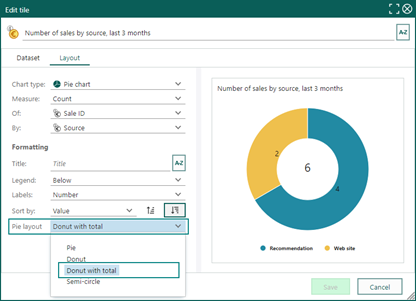 Edit tile
Number of sales by source, last 3 months
A-Z
Dataset
Layout
Chart type: Pie chart
Measure: Count
Of: Sale ID
By: Source
Formatting
Title: Title
A-Z
Legend: Below
Labels: Number
Sort by: Value
Pie layout Donut with total
Pie
Donut
Donut with total
Semi-circle
Number of sales by source, last 3 months
2
6
4
Recommendation Web site
Save Cancel